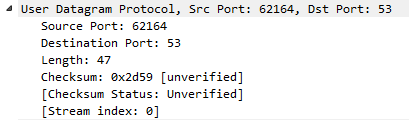 User Datagram Protocol, Src Port: 62164, Dst Port: 53
Source Port: 62164
Destination Port: 53
Length: 47
Checksum: 0x2d59 [unverified]
[Checksum Status: Unverified]
[Stream index: 0]